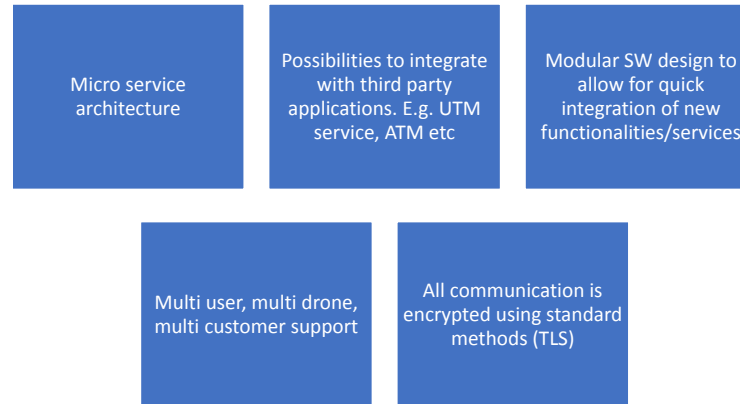 Micro service
architecture
Possibilities to integrate
with third party
applications. E.g. UTM
service, ATM etc
Modular SW design to
allow for quick
integration of new
functionalities/services
Multi user, multi drone,
multi customer support
All communication is
encrypted using standard
methods (TLS)